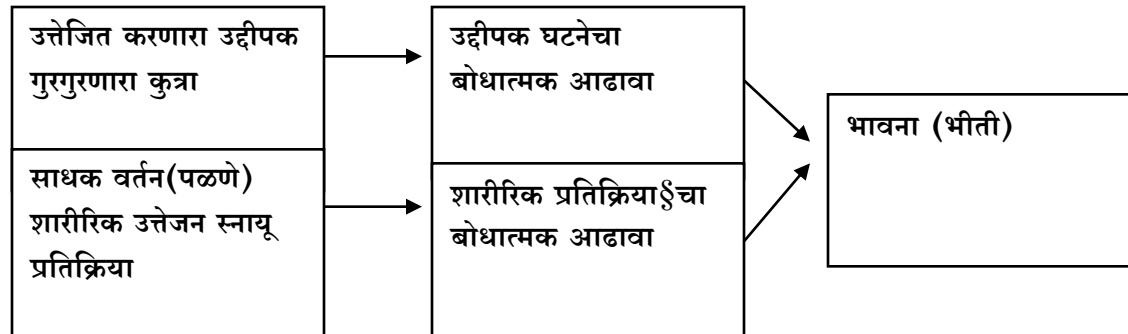 उत्तेजित करणारा उद्दीपक
गुरगुरणारा कुत्रा
उद्दीपक घटनेचा
बोधात्मक आढावा
भावना (भीती)
साधक वर्तन(पळणे)
शारीरिक उत्तेजन स्नायू
प्रतिक्रिया
शारीरिक प्रतिक्रिया§चा
बोधात्मक आढावा